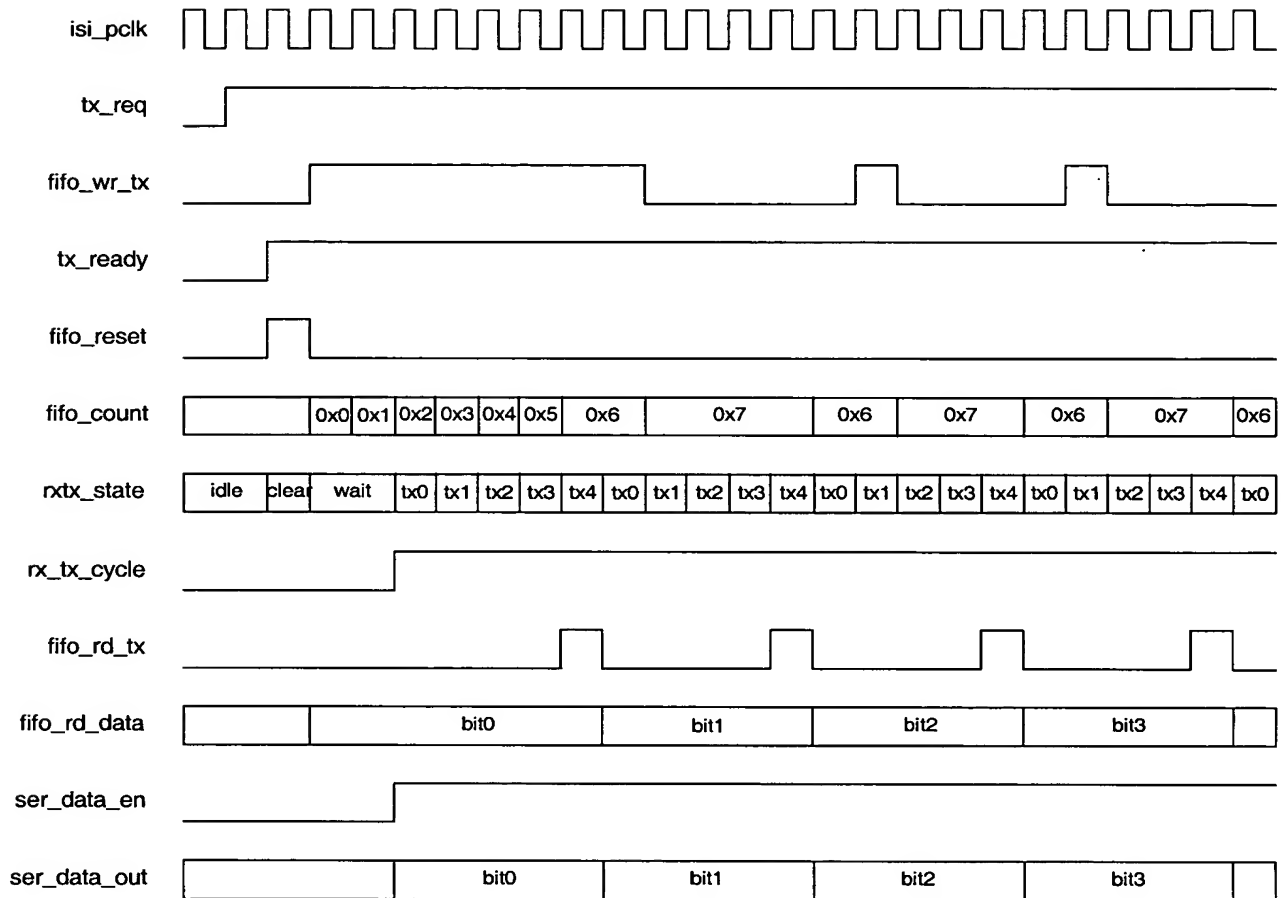 isi_pclk
tx_req
fifo_wr_tx
tx_ready
fifo_reset
fifo_count 0x0 0x1 0x2 0x3 0x4 0x5 0x6 0x7 0x6 0x7 0x6 0x7 0x6
rxtx_state idle clear wait tx0 tx1 tx2 tx3 tx4 tx0 tx1 tx2 tx3 tx4 tx0 tx1 tx2 tx3 tx4 tx0 tx1 tx2 tx3 tx4 tx0
rx_tx_cycle
fifo_rd_tx
fifo_rd_data bit0 bit1 bit2 bit3
ser_data_en
ser_data_out bit0 bit1 bit2 bit3